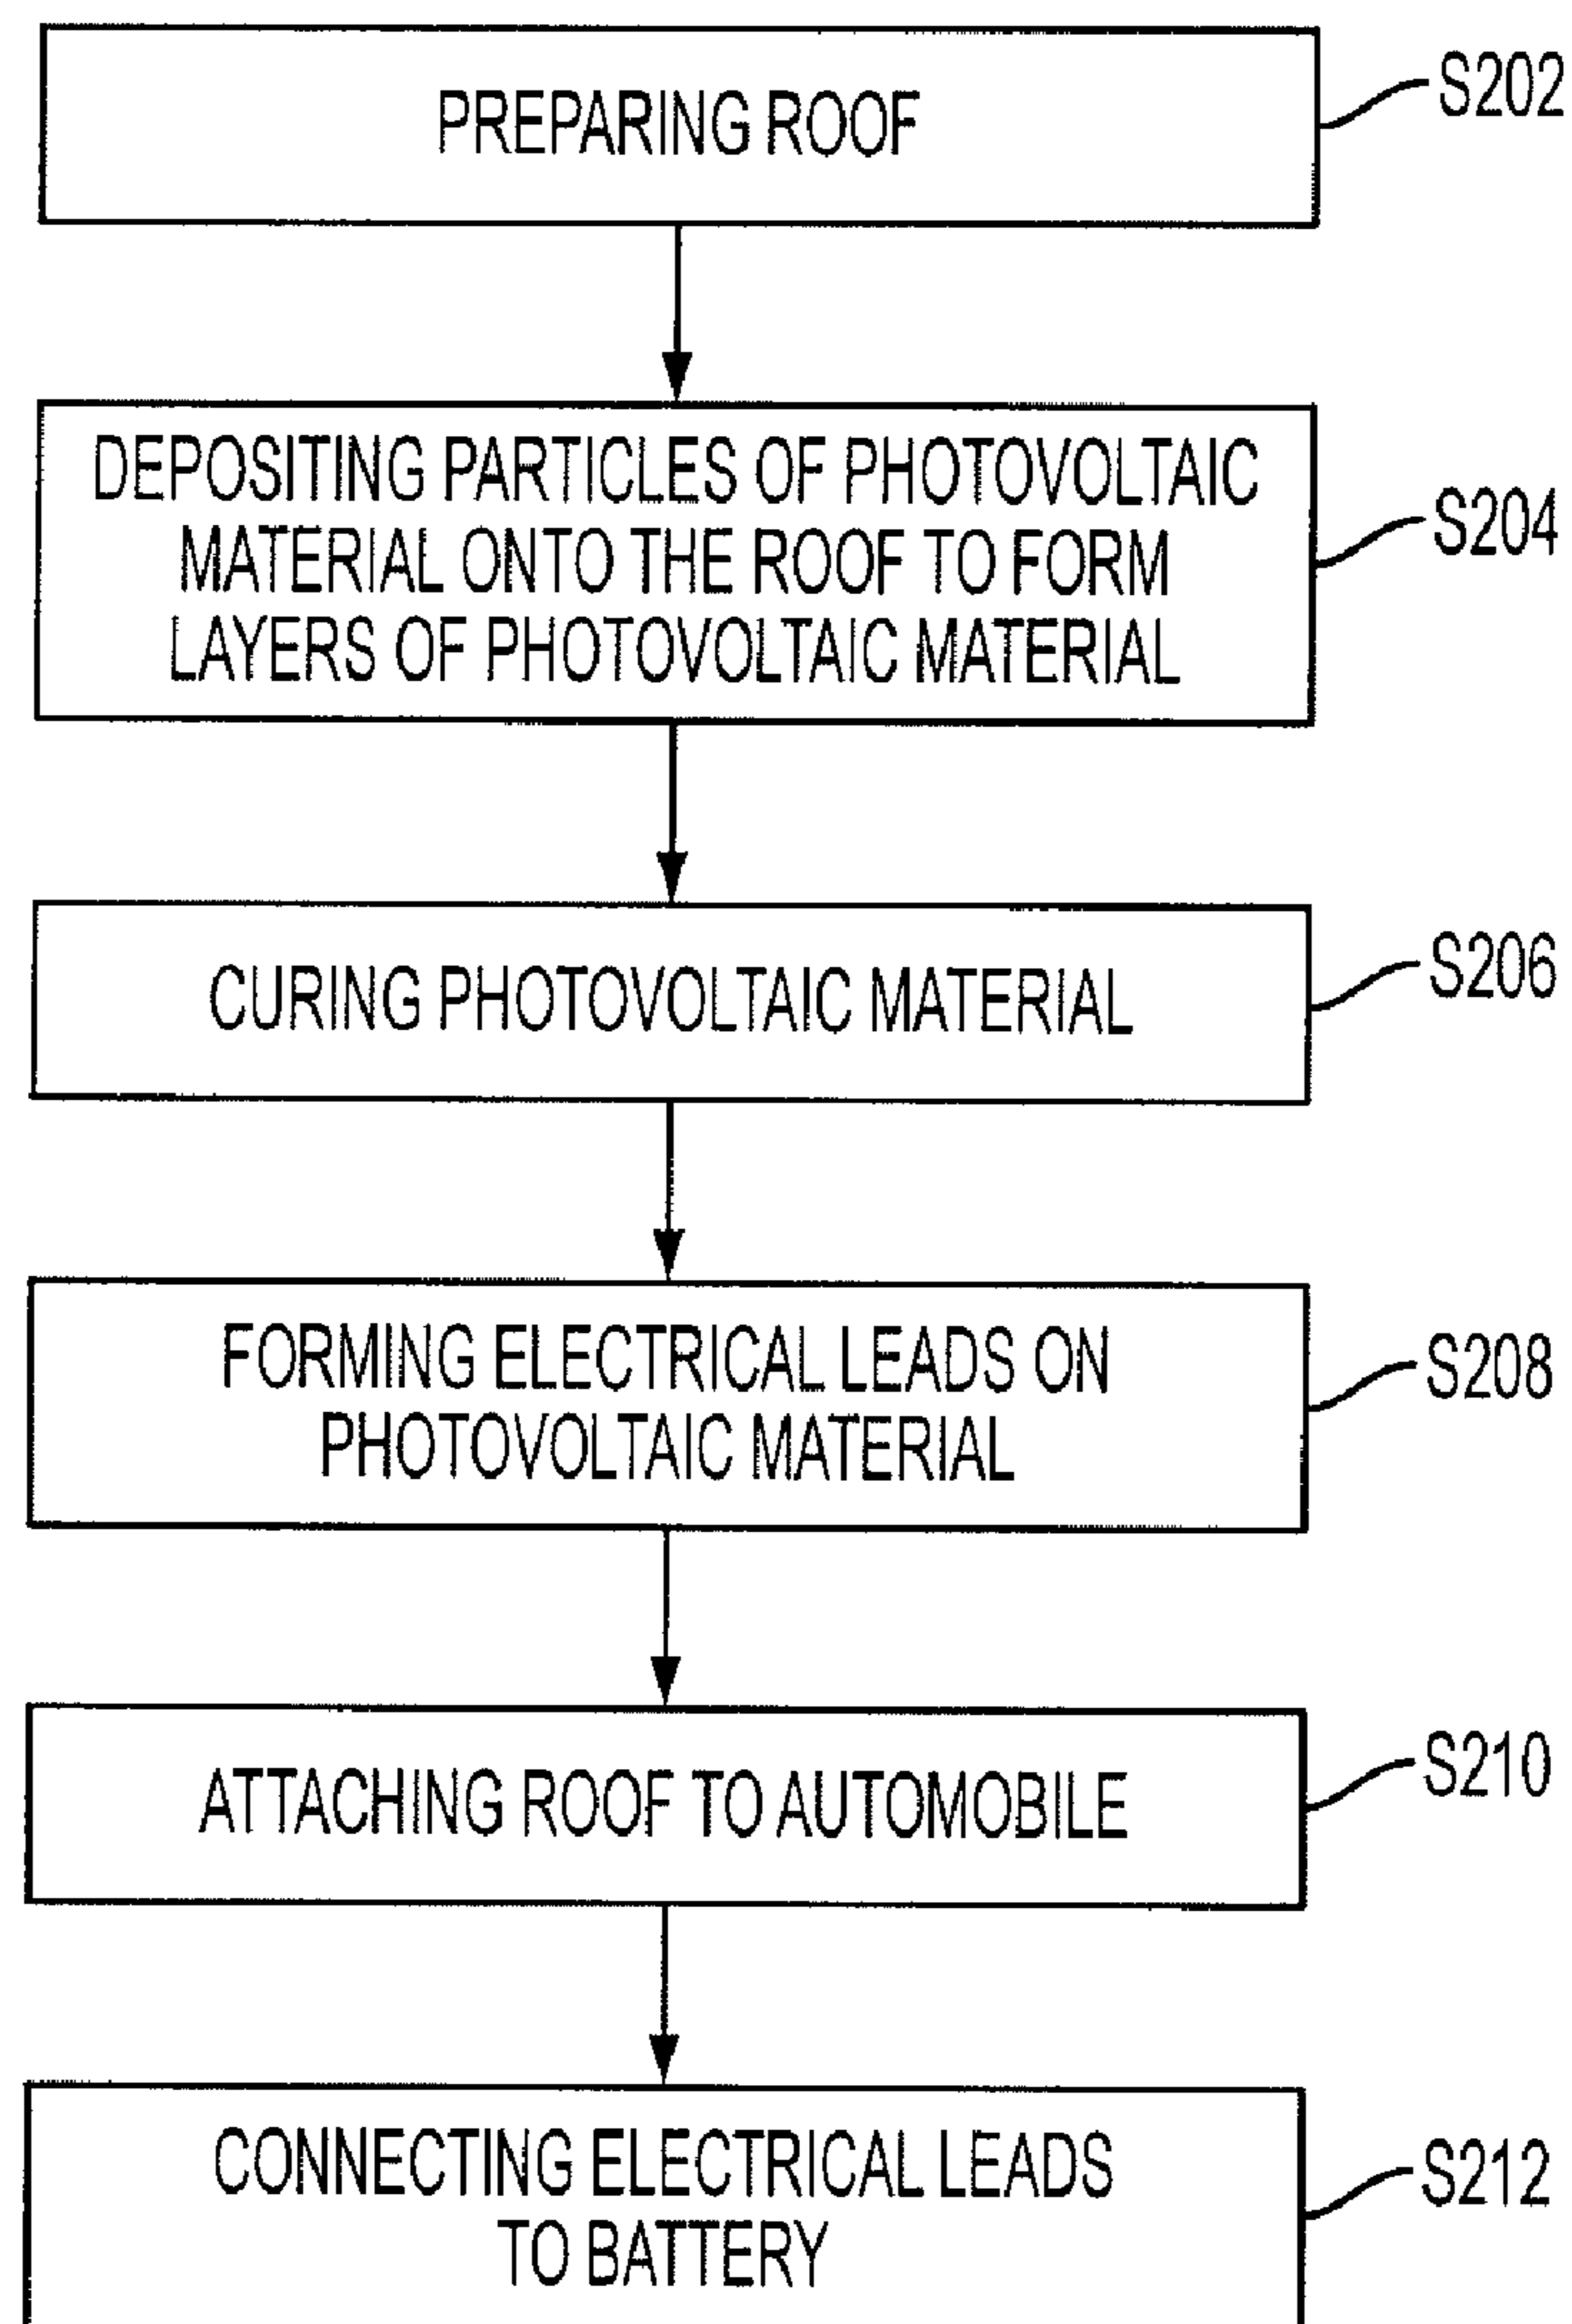 PREPARING ROOF
S202
DEPOSITING PARTICLES OF PHOTOVOLTAIC
MATERIAL ONTO THE ROOF TO FORM
LAYERS OF PHOTOVOLTAIC MATERIAL
S204
CURING PHOTOVOLTAIC MATERIAL
S206
FORMING ELECTRICAL LEADS ON
PHOTOVOLTAIC MATERIAL
S208
ATTACHING ROOF TO AUTOMOBILE
S210
CONNECTING ELECTRICAL LEADS
TO BATTERY
S212